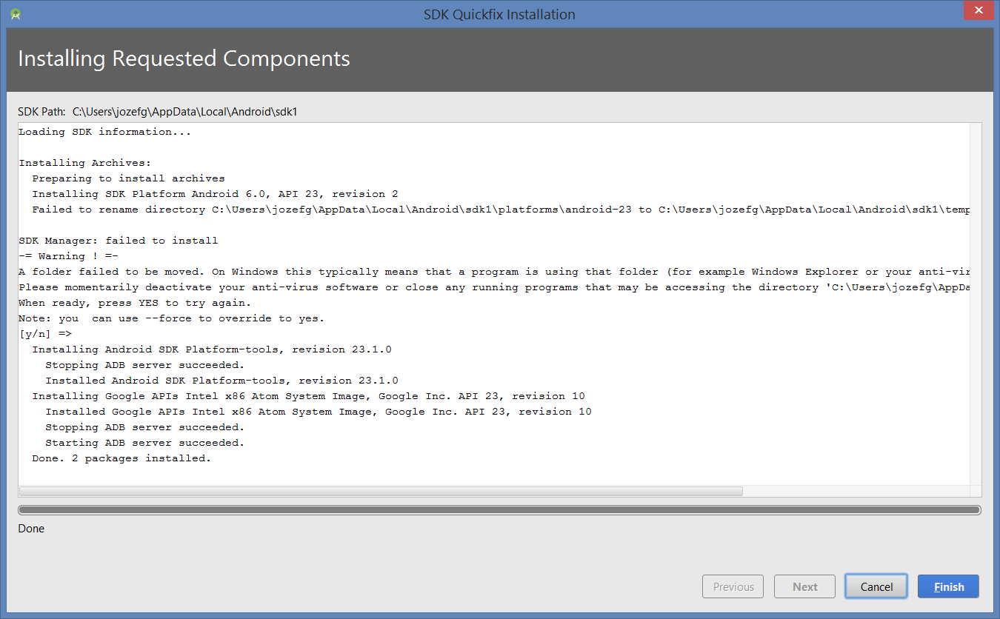 SDK Quickfix Installation
Installing Requested Components
SDK Path: C:\Users\jozefg\AppData\Local\Android\sdk1
Loading SDK information...
Installing Archives:
Preparing to install archives
Installing SDK Platform Android 6.0, API 23, revision 2
Failed to rename directory C:\Users\jozefg\AppData\Local\Android\sdk1\platforms\android-23 to C:\Users\jozefg\AppData\Local\Android\sdk1\temp
SDK Manager: failed to install
-= Warning ! =-
A folder failed to be moved. On Windows this typically means that a program is using that folder (for example Windows Explorer or your anti-vir
Please momentarily deactivate your anti-virus software or close any running programs that may be accessing the directory 'C:\Users\jozefg\AppDa
When ready, press YES to try again.
Note: you  can use --force to override to yes.
[y/n] =>
Installing Android SDK Platform-tools, revision 23.1.0
Stopping ADB server succeeded.
Installed Android SDK Platform-tools, revision 23.1.0
Installing Google APIs Intel x86 Atom System Image, Google Inc. API 23, revision 10
Installed Google APIs Intel x86 Atom System Image, Google Inc. API 23, revision 10
Stopping ADB server succeeded.
Starting ADB server succeeded.
Done. 2 packages installed.
Done
Previous Next Cancel Finish